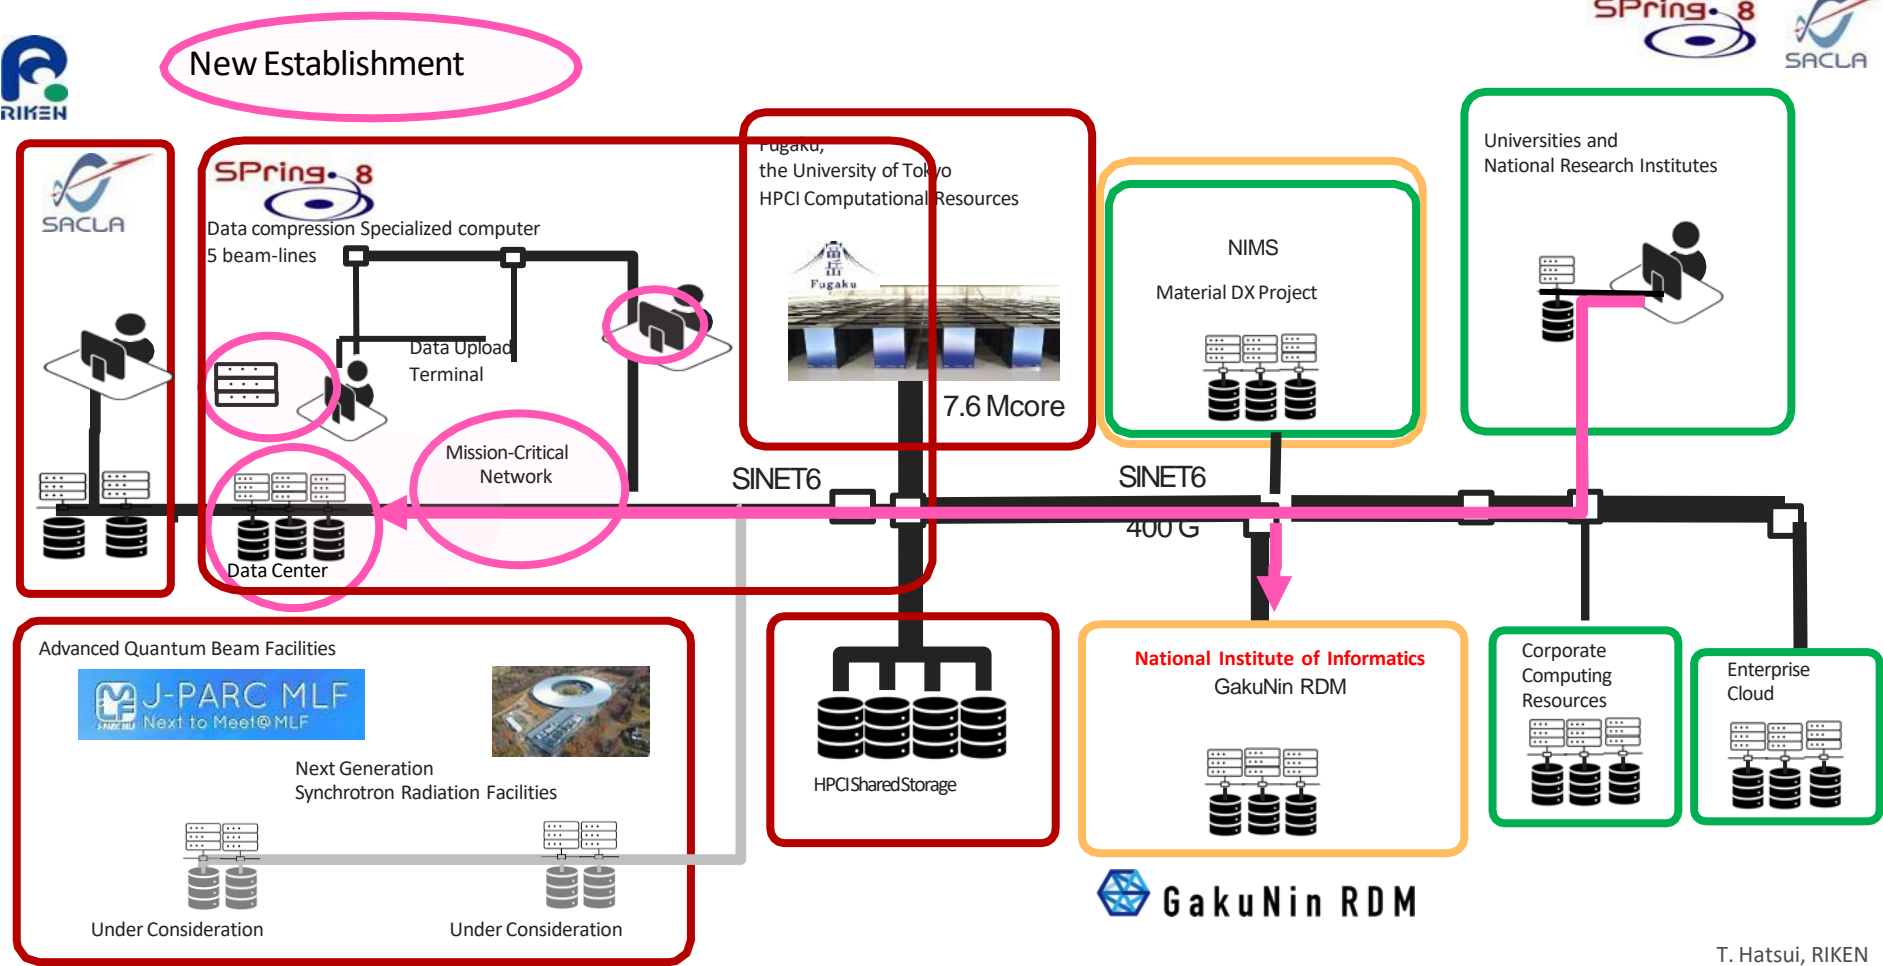 SPring-8
SACLA
RIKEN
New Establishment
SACLA
SPring-8
Data compression Specialized computer
5 beam-lines
Data Upload
Terminal
Mission-Critical
Network
Data Center
Fugaku,
the University of Tokyo
HPCI Computational Resources
富岳
Fugaku
7.6 Mcore
SINET6
NIMS
Material DX Project
SINET6
400 G
Universities and
National Research Institutes
Advanced Quantum Beam Facilities
J-PARC MLF
Next to Meet@MLF
Next Generation
Synchrotron Radiation Facilities
Under Consideration
Under Consideration
HPCI Shared Storage
National Institute of Informatics
GakuNin RDM
Corporate
Computing
Resources
Enterprise
Cloud
GakuNin RDM
T. Hatsui, RIKEN